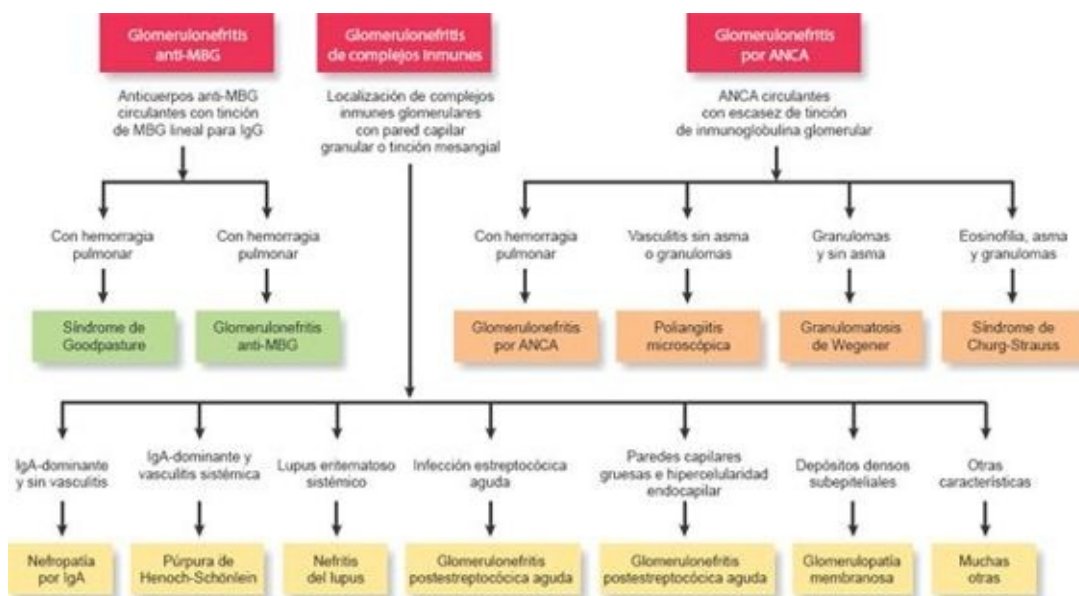 Glomerulonefritis
anti-MBG
Glomerulonefritis
de complejos inmunes
Glomerulonefritis
por ANCA
Anticuerpos anti-MBG
circulantes con tinción
de MBG lineal para IgG
Localización de complejos
inmunes glomerulares
con pared capilar
granular o tinción mesangial
ANCA circulantes
con escasez de tinción
de inmunoglobulina glomerular
Con hemorragia
pulmonar
Con hemorragia
pulmonar
Con hemorragia
pulmonar
Vasculitis sin asma
o granulomas
Granulomas
y sin asma
Eosinofilia, asma
y granulomas
Síndrome de
Goodpasture
Glomerulonefritis
anti-MBG
Glomerulonefritis
por ANCA
Poliangiitis
microscópica
Granulomatosis
de Wegener
Síndrome de
Churg-Strauss
IgA-dominante
y sin vasculitis
IgA-dominante y
vasculitis sistémica
Lupus eritematoso
sistémico
Infección estreptocócica
aguda
Paredes capilares
gruesas e hipercelularidad
endocapilar
Depósitos densos
subepiteliales
Otras
características
Nefropatía
por IgA
Púrpura de
Henoch-Schönlein
Nefritis
del lupus
Glomerulonefritis
postestreptocócica aguda
Glomerulonefritis
postestreptocócica aguda
Glomerulopatía
membranosa
Muchas
otras